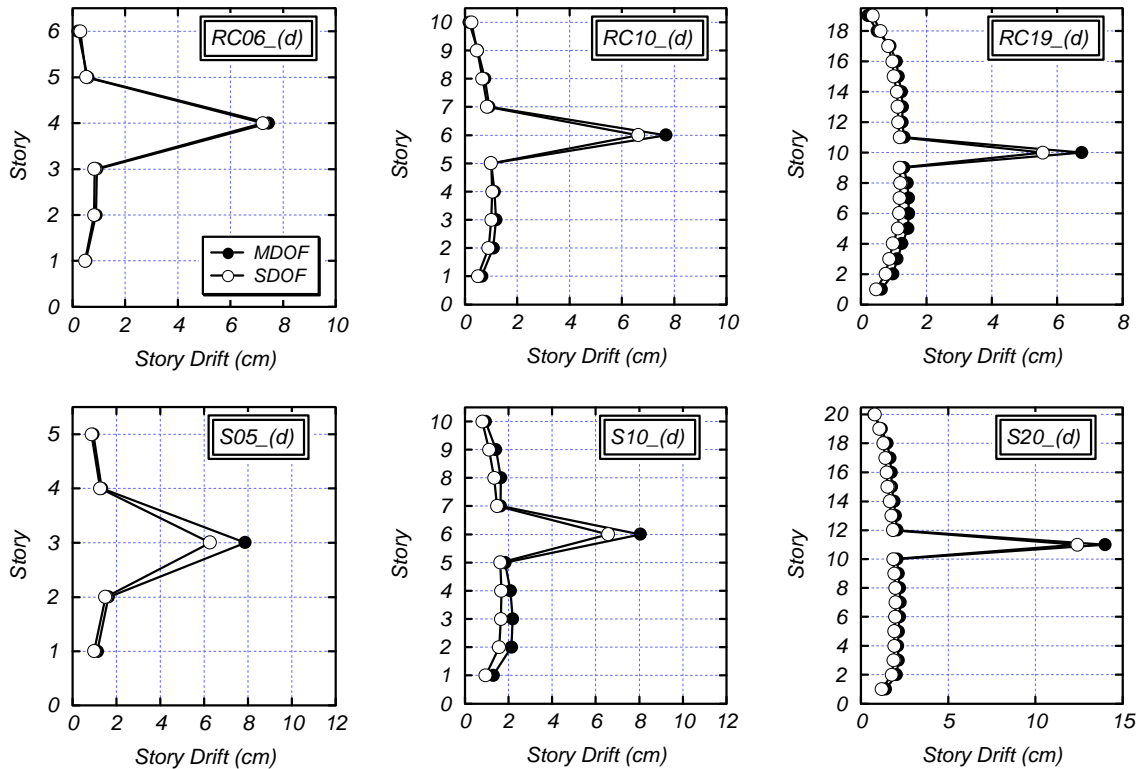 RC06_(d)
6
5
4
3
2
1
0
Story
MDOF
SDOF
0 2 4 6 8 10
Story Drift (cm)
RC10_(d)
10
9
8
7
6
5
4
3
2
1
0
Story
0 2 4 6 8 10
Story Drift (cm)
RC19_(d)
18
16
14
12
10
8
6
4
2
0
Story
0 2 4 6 8
Story Drift (cm)
S05_(d)
5
4
3
2
1
0
Story
0 2 4 6 8 10 12
Story Drift (cm)
S10_(d)
10
9
8
7
6
5
4
3
2
1
0
Story
0 2 4 6 8 10 12
Story Drift (cm)
S20_(d)
20
18
16
14
12
10
8
6
4
2
0
Story
0 5 10 15
Story Drift (cm)